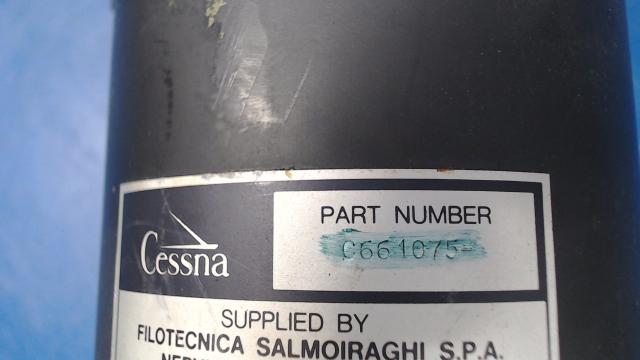 PART NUMBER
C661075-
Cessna
SUPPLIED BY
FILOTECNICA SALMOIRAGHI S.P.A.